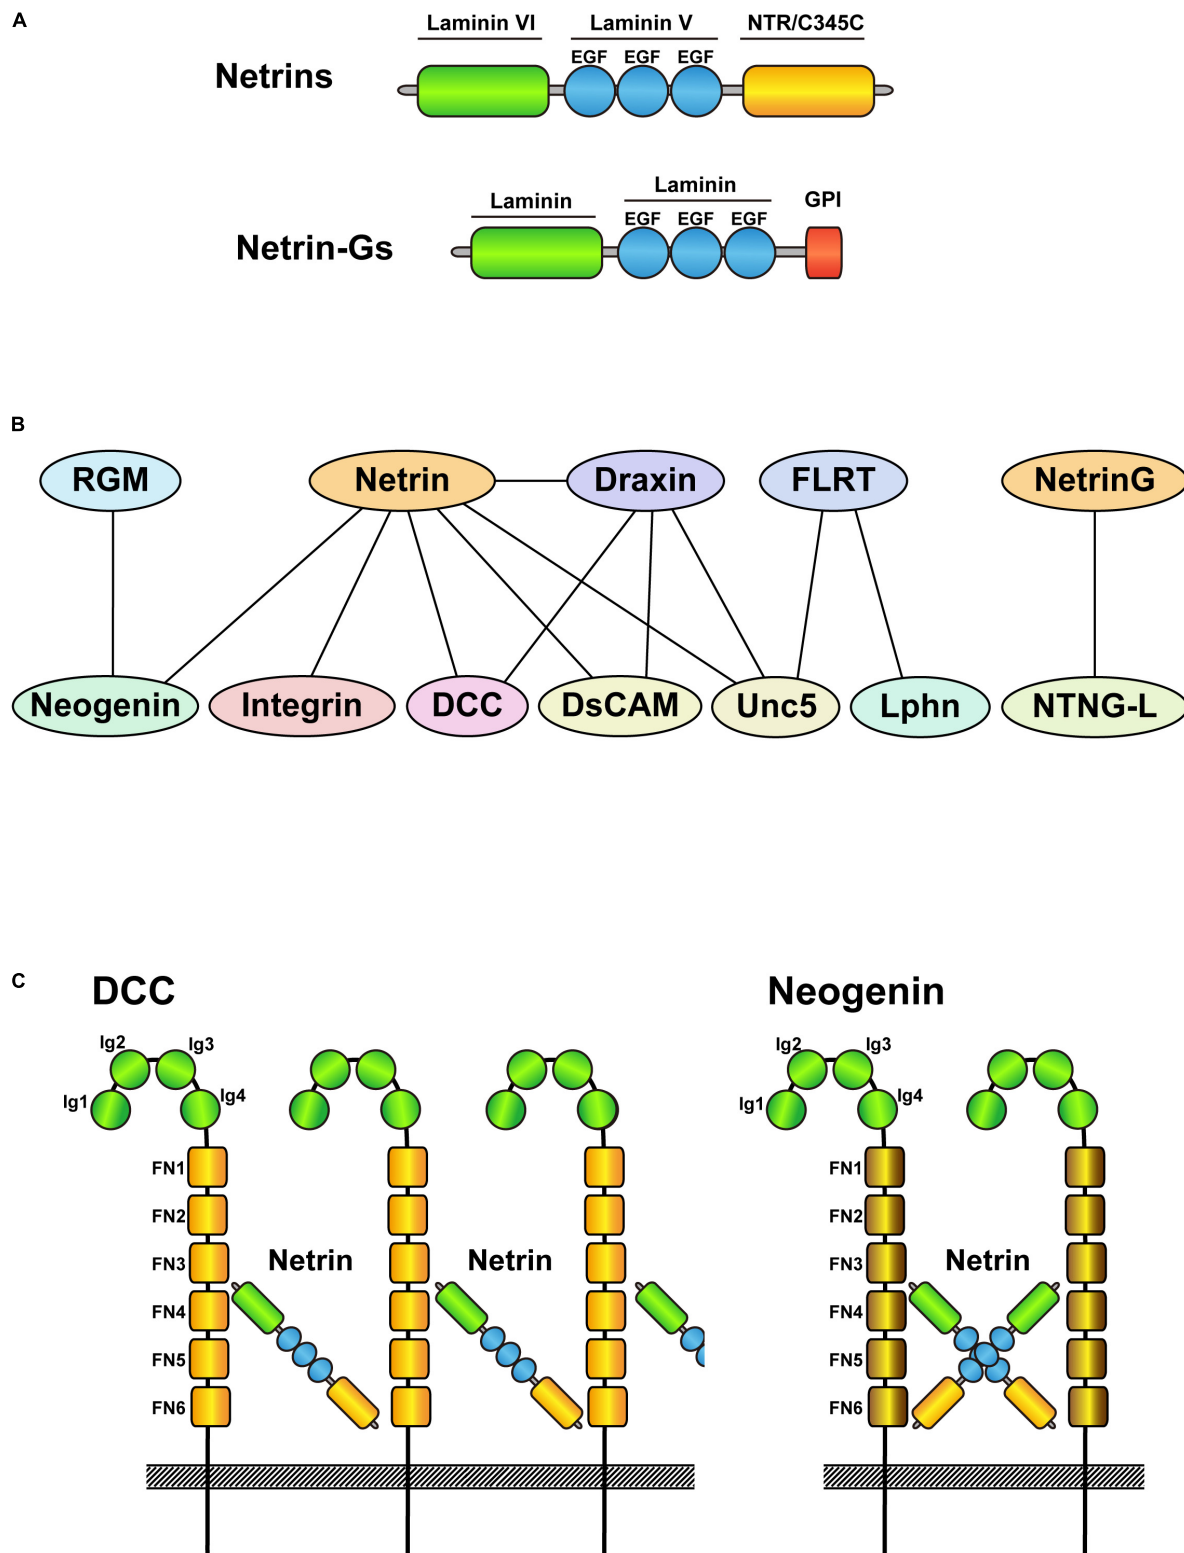 A
Laminin VI Laminin V NTR/C345C
EGF EGF EGF
Netrins
Laminin Laminin GPI
EGF EGF EGF
Netrin-Gs
B
RGM Netrin Draxin FLRT NetrinG
Neogenin Integrin DCC DsCAM Unc5 Lphn NTNG-L
C
DCC Neogenin
Ig2 Ig3 Ig2 Ig3
Ig1 Ig4 Ig1 Ig4
FN1 FN1
FN2 FN2
FN3 Netrin Netrin FN3 Netrin
FN4 FN4
FN5 FN5
FN6 FN6